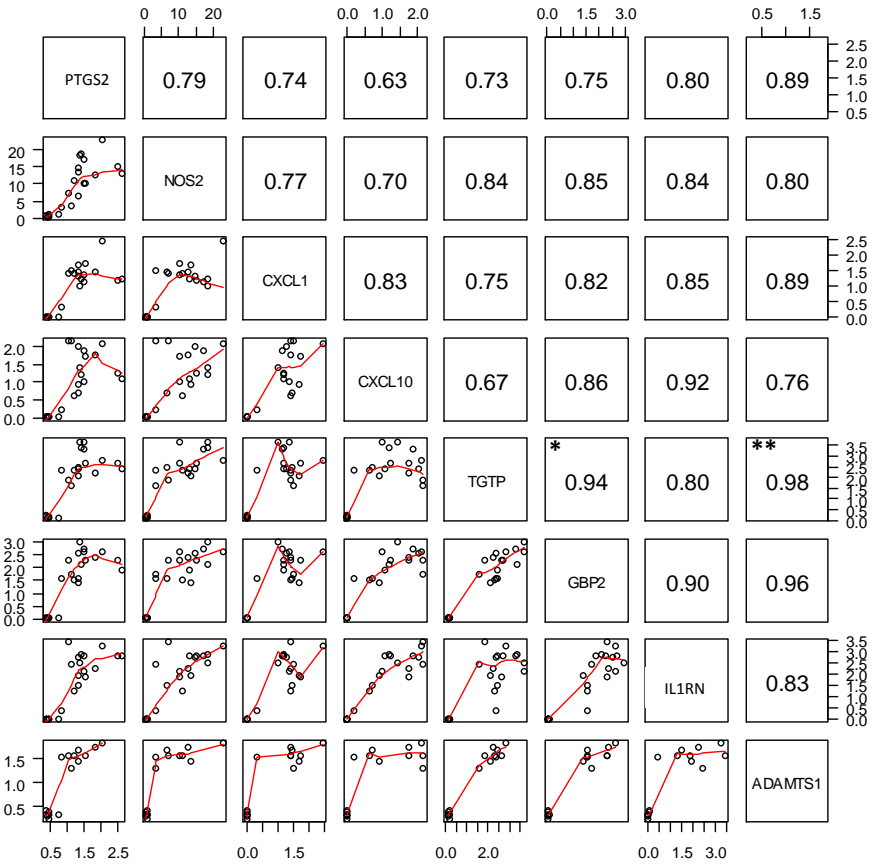 0 10 20 0.0 1.0 2.0 0.0 1.5 3.0 0.5 1.5
PTGS2 0.79 0.74 0.63 0.73 0.75 0.80 0.89 2.5 2.0 1.5 1.0 0.5
20 15 10 5 0 NOS2 0.77 0.70 0.84 0.85 0.84 0.80
CXCL1 0.83 0.75 0.82 0.85 0.89 2.5 2.0 1.5 1.0 0.5 0.0
2.0 1.5 1.0 0.5 0.0 CXCL10 0.67 0.86 0.92 0.76
* **
TGTP 0.94 0.80 0.98 3.5 3.0 2.5 2.0 1.5 1.0 0.5 0.0
3.0 2.5 2.0 1.5 1.0 0.5 0.0 GBP2 0.90 0.96
IL1RN 0.83 3.5 3.0 2.5 2.0 1.5 1.0 0.5 0.0
1.5 1.0 0.5 ADAMTS1
0.5 1.5 2.5 0.0 1.5 2.0 0.0 1.5 3.0